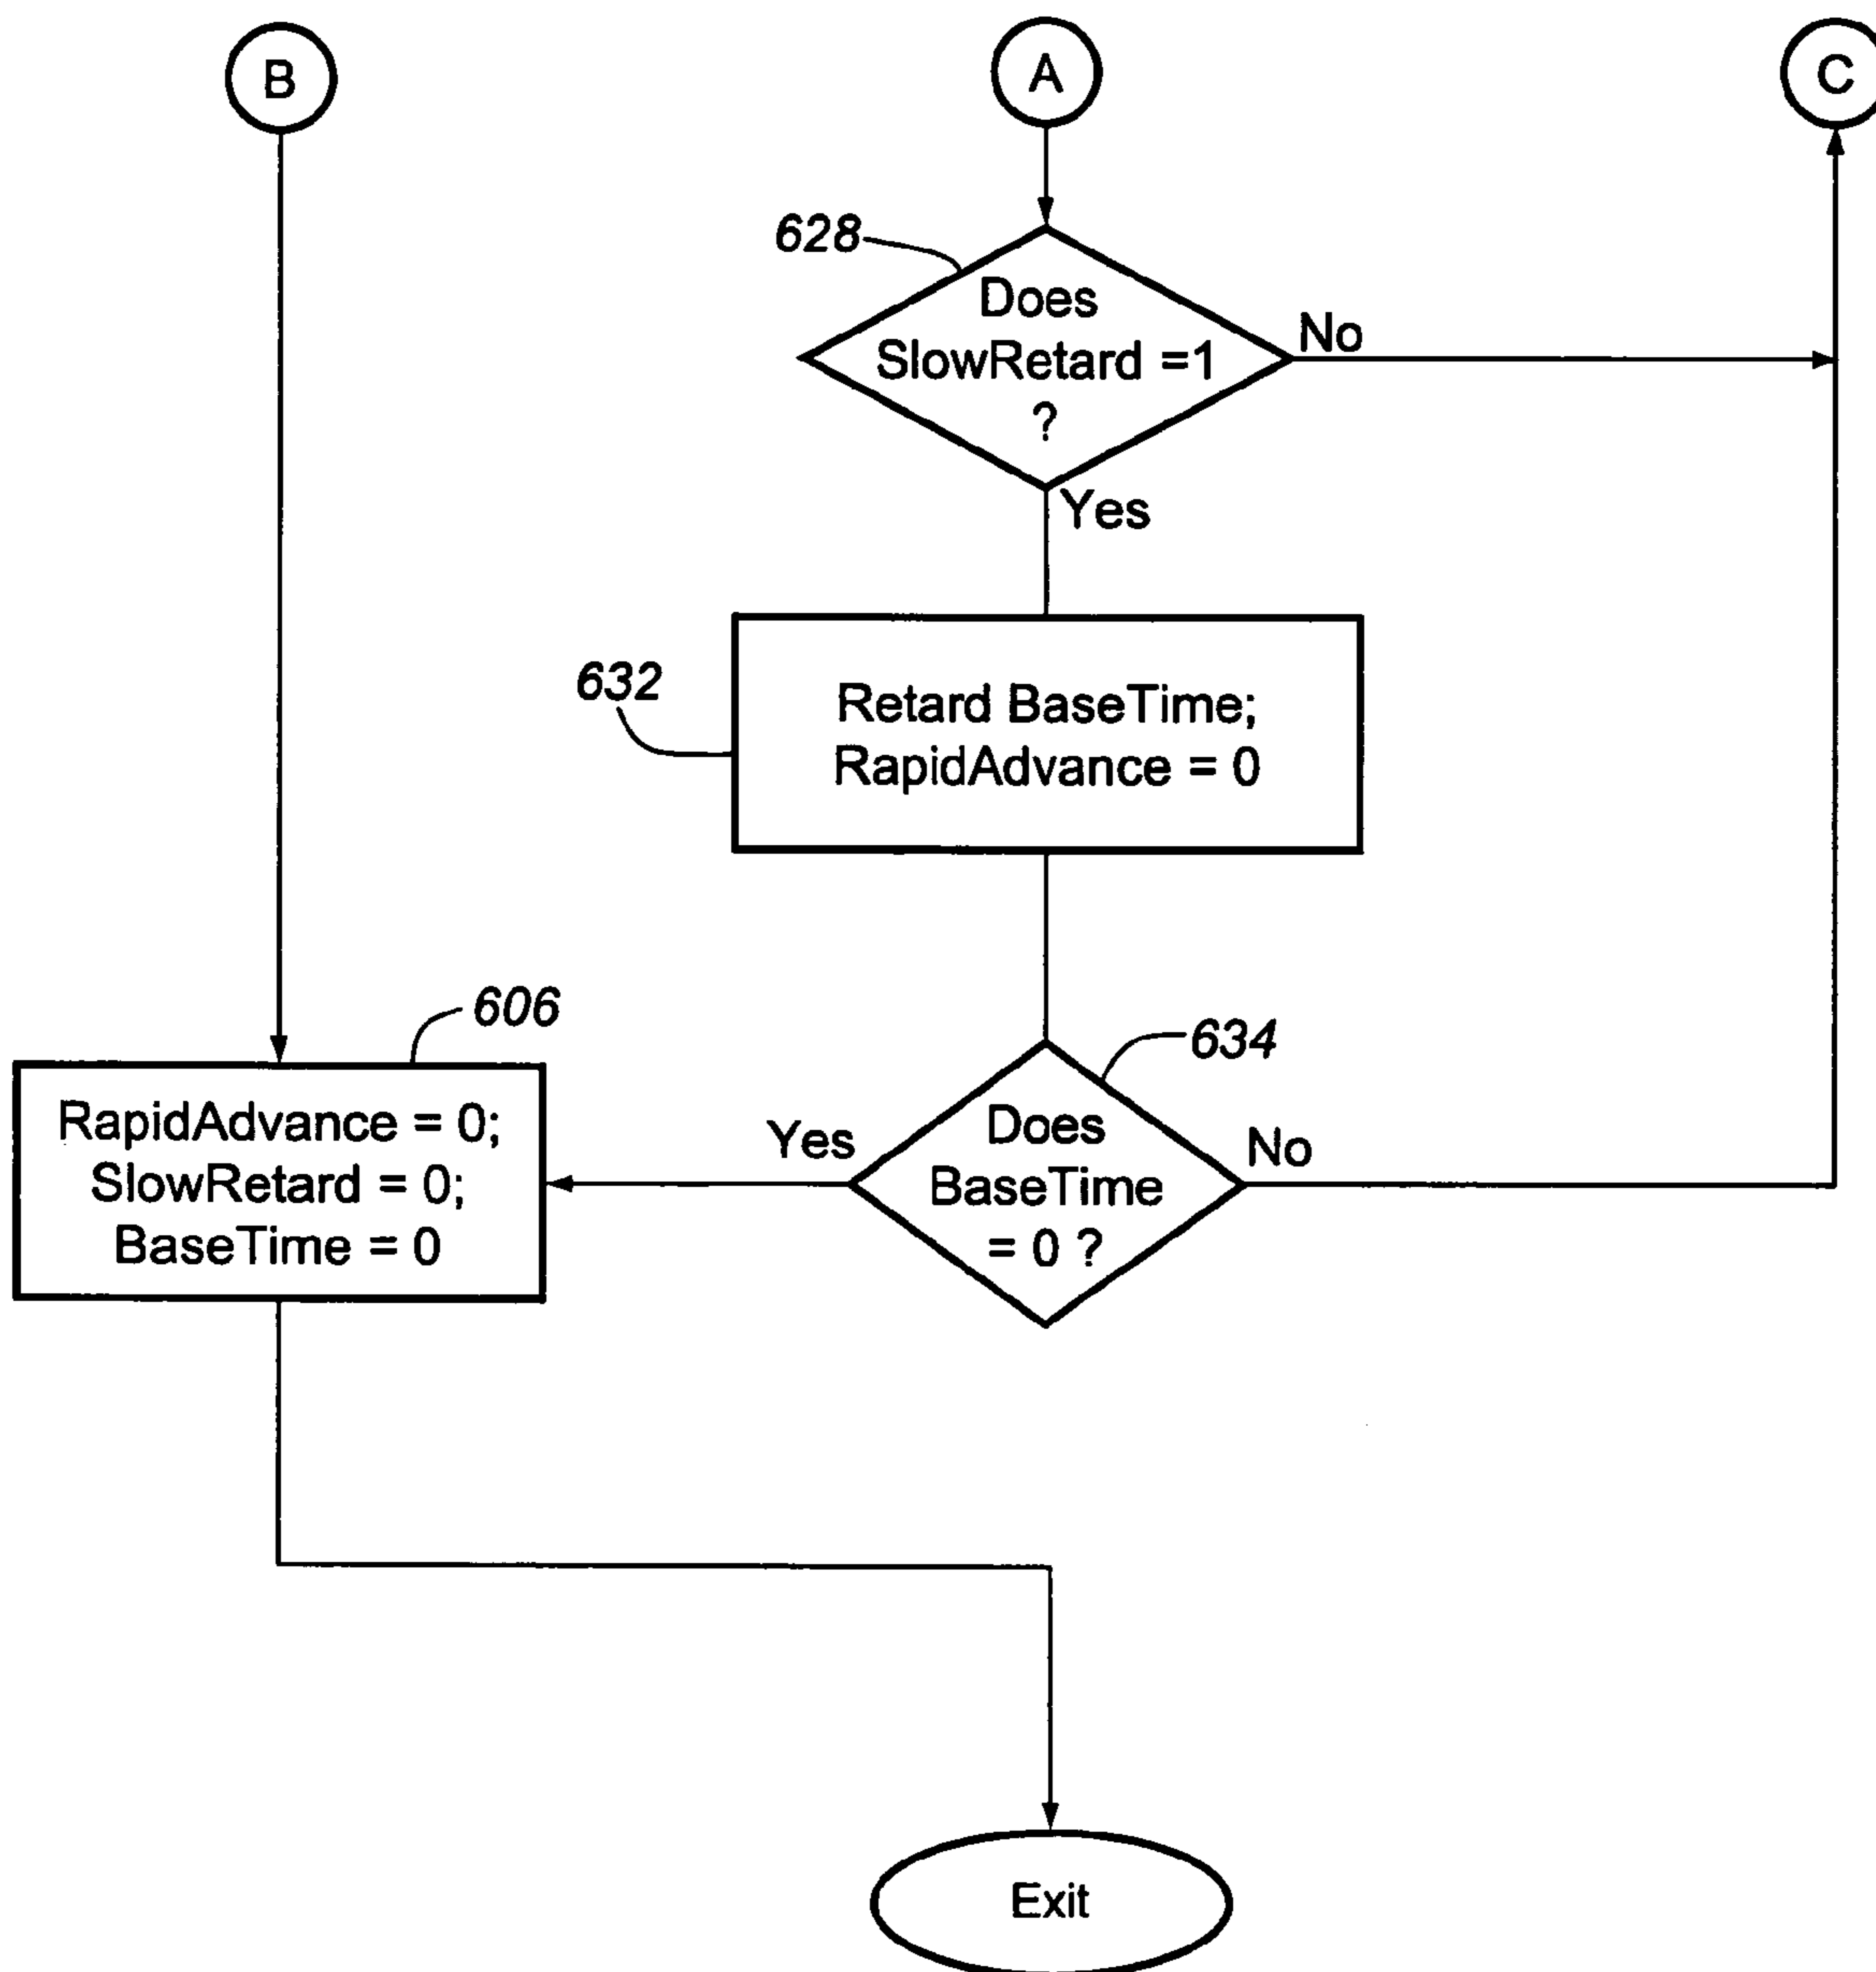 B
A
C
628
Does
SlowRetard =1
?
No
Yes
632
Retard BaseTime;
RapidAdvance = 0
606
634
RapidAdvance = 0;
SlowRetard = 0;
BaseTime = 0
Yes
Does
BaseTime
= 0 ?
No
Exit